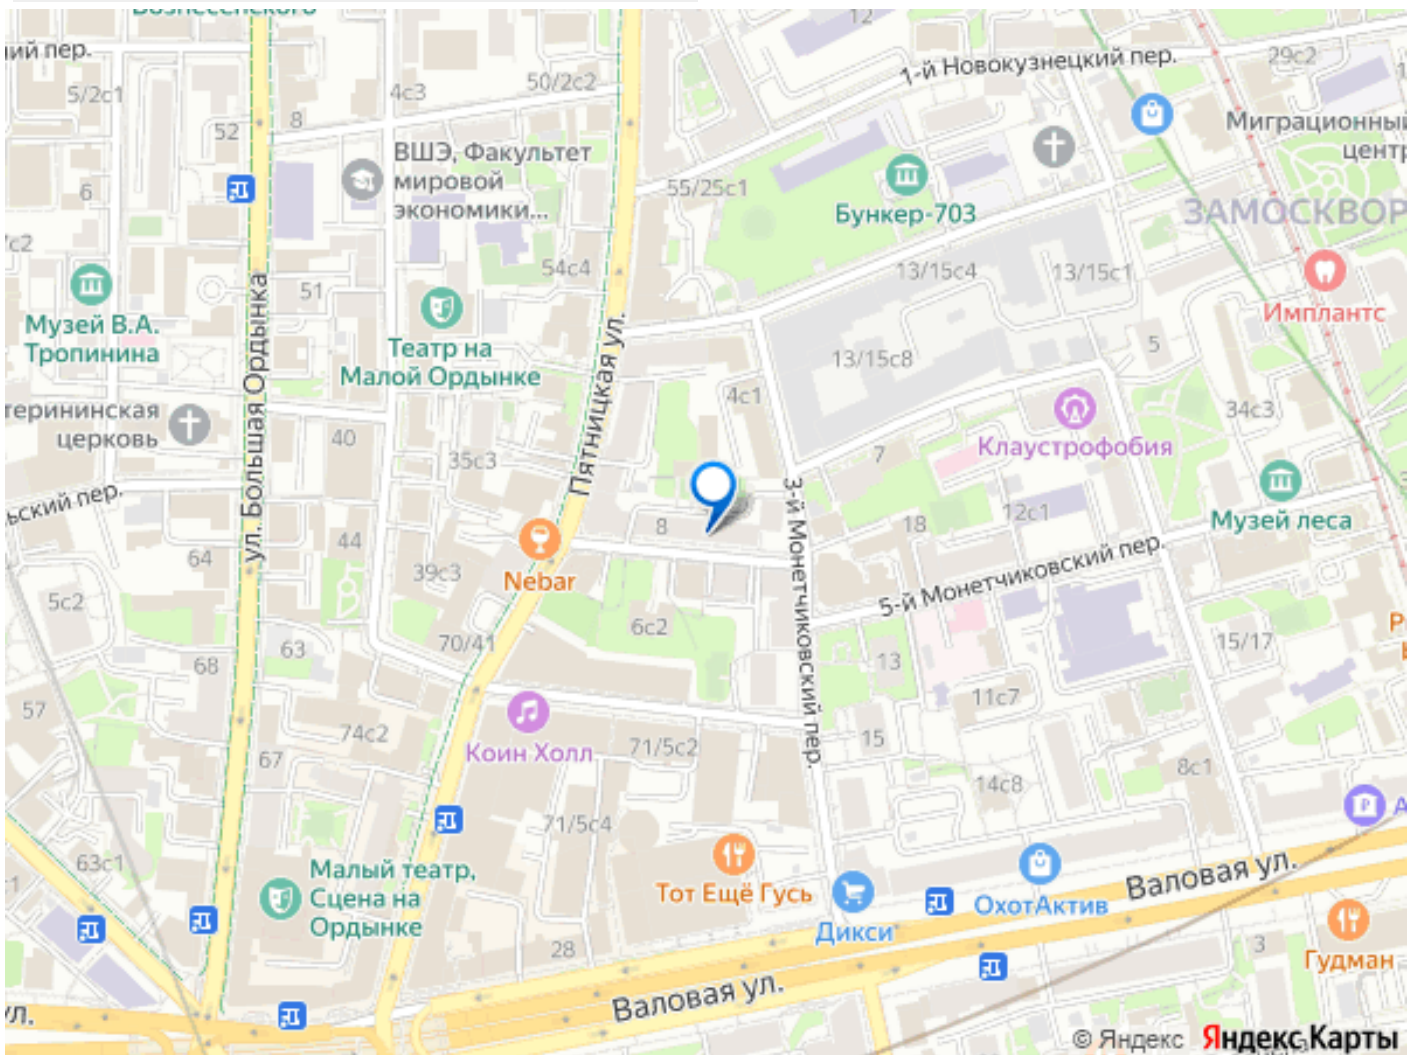 ий пер.
5/2с1
52
8
4с3
50/2с2
12
1-й Новокузнецкий пер.
29с2
Миграционный
ВШЭ, Факультет
мировой
экономики...
6
55/25с1
Бункер-703
ЗАМОСКВОР
54с4
51
13/15с4
13/15с1
Музей В.А.
Тропинина
ул. Большая Ордынка
Театр на
Малой Ордынке
Пятницкая ул.
13/15с8
5
Имплантс
4с1
34с3
теринская
церковь
40
35с3
7
Клаустрофобия
ьский пер.
3-й Монетчиковский пер.
18
12с1
Музей леса
64
44
39с3
Nebar
8
5-й Монетчиковский пер.
5с2
63
68
70/41
6с2
13
15/17
57
11с7
74с2
67
Коин Холл
71/5с2
15
14с8
8с1
63с1
71/5с4
Малый театр,
Сцена на
Ордынке
Тот Ещё Гусь
Дикси
ОхотАктив
Валовая ул.
28
3
Гудман
Валовая ул.
ул.
© Яндекс Яндекс Карты